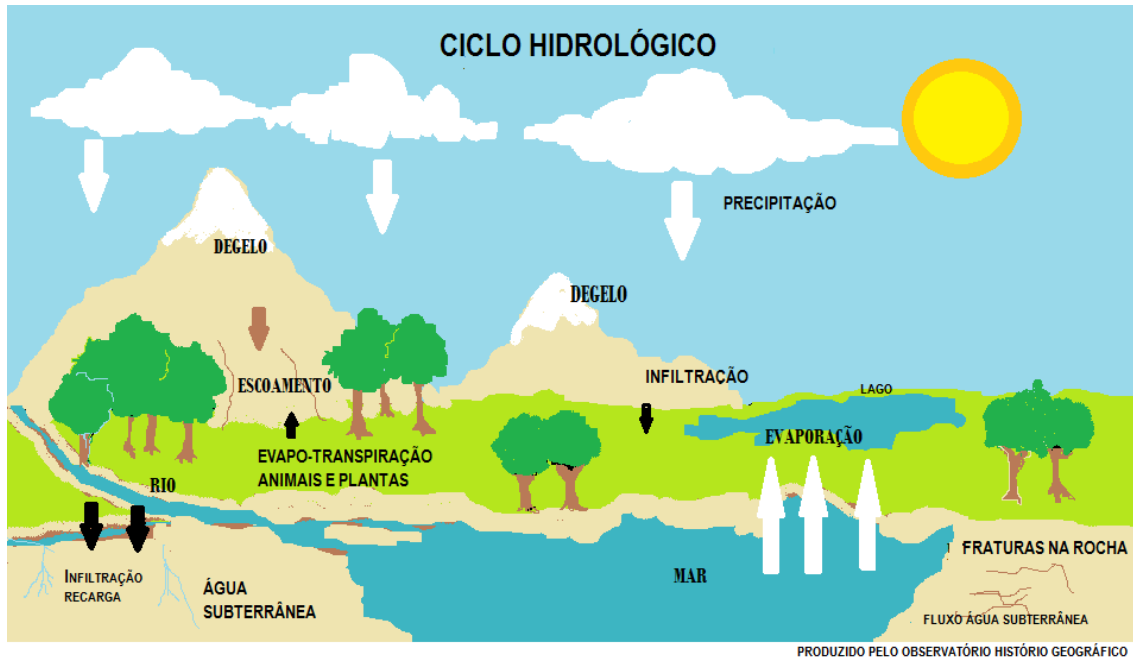 CICLO HIDROLÓGICO
PRECIPITAÇÃO
DEGELO
DEGELO
ESCOAMENTO
INFILTRAÇÃO
LAGO
EVAPORAÇÃO
EVAPO-TRANSPIRAÇÃO
ANIMAIS E PLANTAS
RIO
MAR
FRATURAS NA ROCHA
INFILTRAÇÃO
RECARGA
ÁGUA
SUBTERRÂNEA
FLUXO ÁGUA SUBTERRÂNEA
PRODUZIDO PELO OBSERVATÓRIO HISTÓRIO GEOGRÁFICO